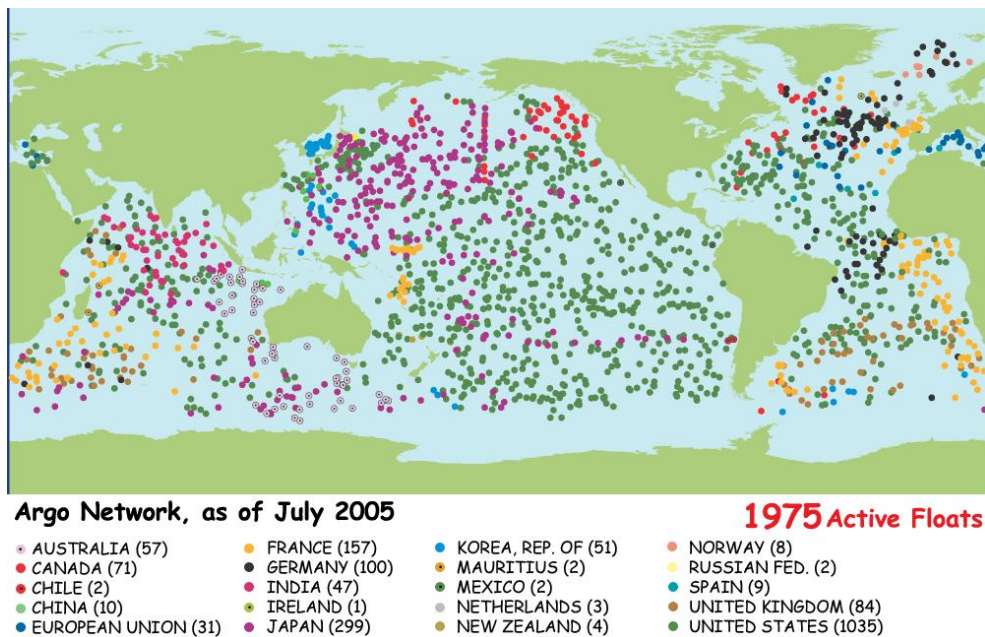 Argo Network, as of July 2005
1975 Active Floats
AUSTRALIA (57)
CANADA (71)
CHILE (2)
CHINA (10)
EUROPEAN UNION (31)
FRANCE (157)
GERMANY (100)
INDIA (47)
IRELAND (1)
JAPAN (299)
KOREA, REP. OF (51)
MAURITIUS (2)
MEXICO (2)
NETHERLANDS (3)
NEW ZEALAND (4)
NORWAY (8)
RUSSIAN FED. (2)
SPAIN (9)
UNITED KINGDOM (84)
UNITED STATES (1035)